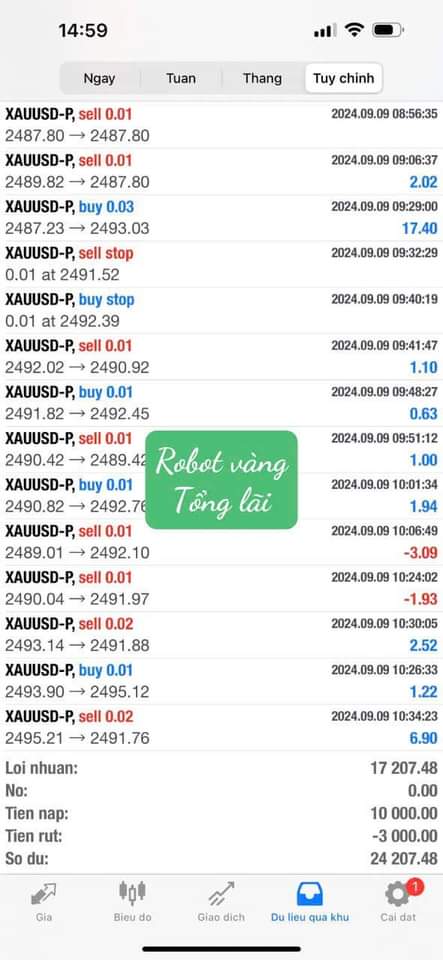 14:59
Ngay Tuan Thang Tuy chinh
XAUUSD-P, sell 0.01 2024.09.09 08:56:35
2487.80 → 2487.80
XAUUSD-P, sell 0.01 2024.09.09 09:06:37
2489.82 → 2487.80 2.02
XAUUSD-P, buy 0.03 2024.09.09 09:29:00
2487.23 → 2493.03 17.40
XAUUSD-P, sell stop 2024.09.09 09:32:29
0.01 at 2491.52
XAUUSD-P, buy stop 2024.09.09 09:40:19
0.01 at 2492.39
XAUUSD-P, sell 0.01 2024.09.09 09:41:47
2492.02 → 2490.92 1.10
XAUUSD-P, buy 0.01 2024.09.09 09:48:27
2491.82 → 2492.45 0.63
XAUUSD-P, sell 0.01 2024.09.09 09:51:12
2490.42 → 2489.42 1.00
Robot vàng
XAUUSD-P, buy 0.01 2024.09.09 10:01:34
2490.82 → 2492.76 1.94
Tổng lãi
XAUUSD-P, sell 0.01 2024.09.09 10:06:49
2489.01 → 2492.10 -3.09
XAUUSD-P, sell 0.01 2024.09.09 10:24:02
2490.04 → 2491.97 -1.93
XAUUSD-P, sell 0.02 2024.09.09 10:30:05
2493.14 → 2491.88 2.52
XAUUSD-P, buy 0.01 2024.09.09 10:26:33
2493.90 → 2495.12 1.22
XAUUSD-P, sell 0.02 2024.09.09 10:34:23
2495.21 → 2491.76 6.90
Loi nhuan: 17 207.48
No: 0.00
Tien nap: 10 000.00
Tien rut: -3 000.00
So du: 24 207.48
1
Gia Bieu do Giao dich Du lieu qua khu Cai dat